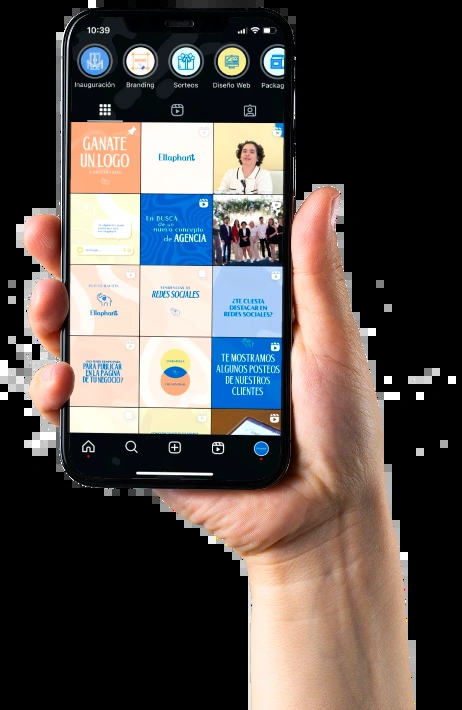 10:39
Inauguración Branding Sorteos Diseño Web Packag
GANATE
UN LOGO
Ellaphant
En BUSCA
de un
nuevo concepto
de AGENCIA
Ellaphant
TENDENCIAS DE
REDES SOCIALES
¿TE CUESTA
DESTACAR EN
REDES SOCIALES?
PARA PUBLICAR
EN LA PÁGINA
DE TU NEGOCIO?
TE MOSTRAMOS
ALGUNOS POSTEOS
DE NUESTROS
CLIENTES